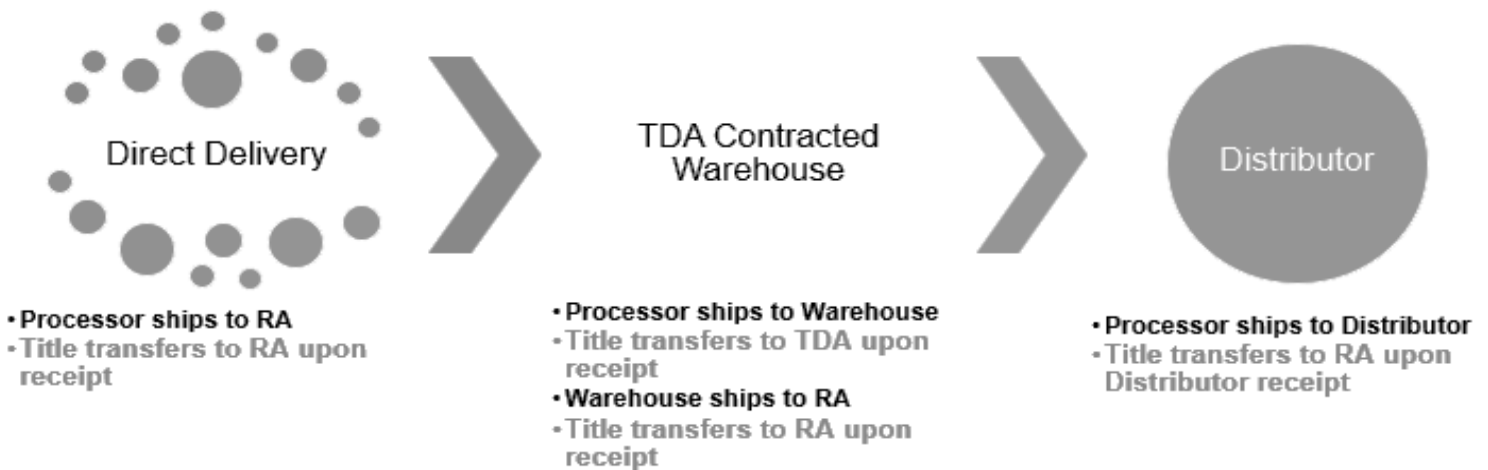 Direct Delivery
• Processor ships to RA
• Title transfers to RA upon
receipt
TDA Contracted
Warehouse
• Processor ships to Warehouse
• Title transfers to TDA upon
receipt
• Warehouse ships to RA
• Title transfers to RA upon
receipt
Distributor
• Processor ships to Distributor
• Title transfers to RA upon
Distributor receipt